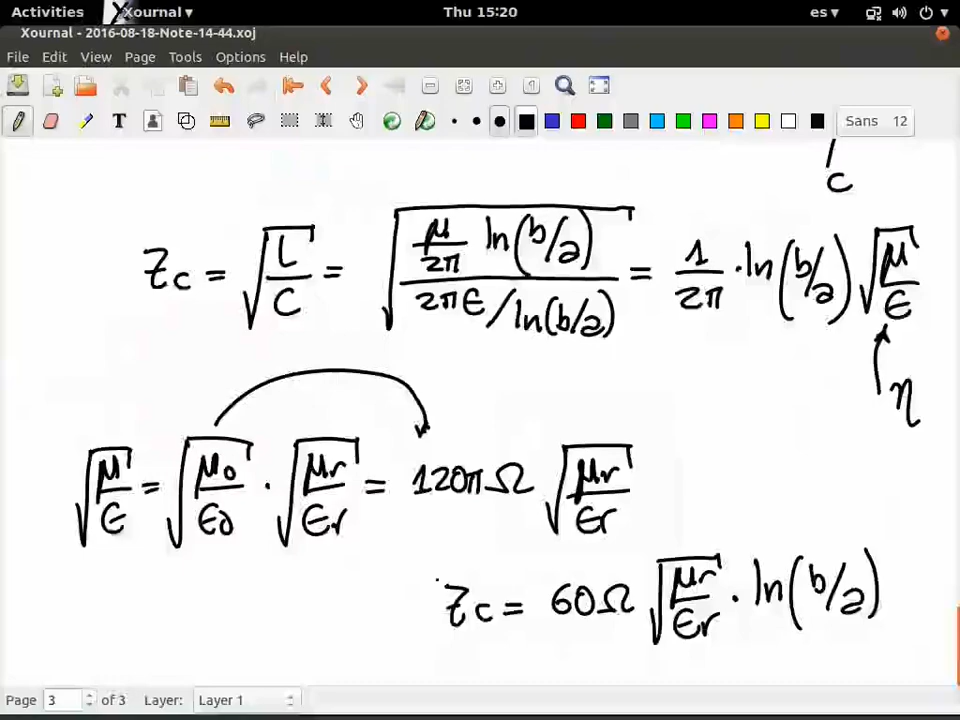 Activities Xournal ▾ Thu 15:20 es ▾
Xournal - 2016-08-18-Note-14-44.xoj
File Edit View Page Tools Options Help
Sans 12
C
Zc = √(L/C) = √((μ/2π ln(b/a))/(2πε/ln(b/a))) = 1/2π · ln(b/a) √(μ/ε)
η
√(μ/ε) = √(μ0/ε0) · √(μr/εr) = 120πΩ √(μr/εr)
Zc = 60Ω √(μr/εr) · ln(b/a)
Page 3 of 3 Layer: Layer 1